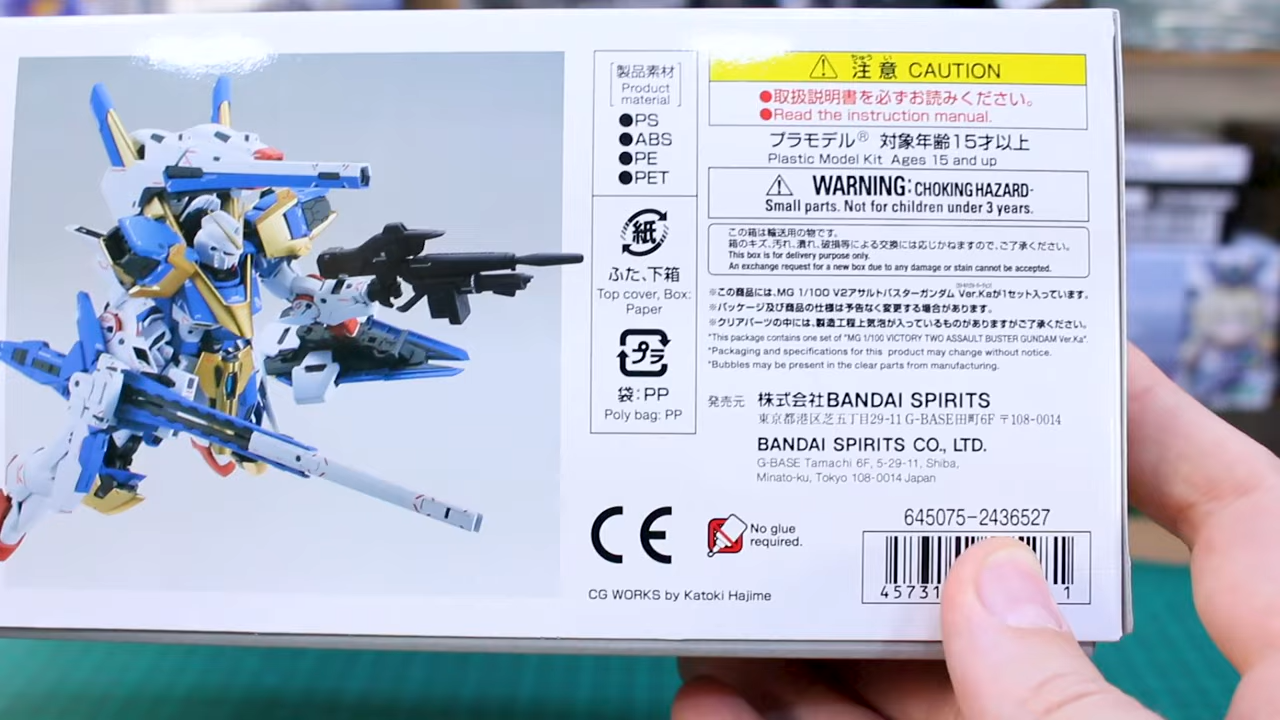 製品素材
Product
material
●PS
●ABS
●PE
●PET
紙
ふた、下箱
Top cover, Box:
Paper
プラ
袋:PP
Poly bag: PP
注意 CAUTION
●取扱説明書を必ずお読みください。
●Read the instruction manual.
プラモデル® 対象年齢15才以上
Plastic Model Kit Ages 15 and up
WARNING: CHOKING HAZARD-
Small parts. Not for children under 3 years.
この箱は輸送用の物です。
箱のキズ、汚れ、潰れ、破損等による交換には応じかねますので、ご了承ください。
This box is for delivery purpose only.
An exchange request for a new box due to any damage or stain cannot be accepted.
※この商品には、MG 1/100 V2アサルトバスターガンダム Ver.Kaが1セット入っています。
※パッケージ及び商品の仕様は予告なく変更する場合があります。
※クリアパーツの中には、製造工程上気泡が入っているものがありますがご了承ください。
*This package contains one set of "MG 1/100 VICTORY TWO ASSAULT BUSTER GUNDAM Ver.Ka".
*Packaging and specifications for this product may change without notice.
*Bubbles may be present in the clear parts from manufacturing.
発売元 株式会社BANDAI SPIRITS
東京都港区芝五丁目29-11 G-BASE田町6F 〒108-0014
BANDAI SPIRITS CO., LTD.
G-BASE Tamachi 6F, 5-29-11, Shiba,
Minato-ku, Tokyo 108-0014 Japan
CE
No glue
required.
CG WORKS by Katoki Hajime
645075-2436527
45731 1